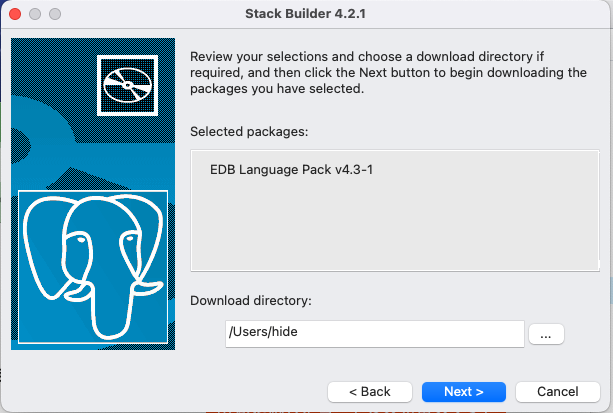 Stack Builder 4.2.1
Review your selections and choose a download directory if
required, and then click the Next button to begin downloading the
packages you have selected.
Selected packages:
EDB Language Pack v4.3-1
Download directory:
/Users/hide
...
< Back
Next >
Cancel